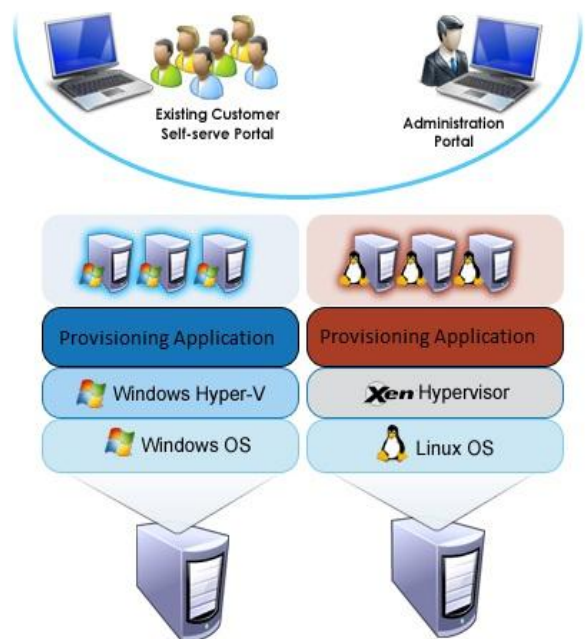 Existing Customer
Self-serve Portal
Administration
Portal
Provisioning Application
Provisioning Application
Windows Hyper-V
Xen Hypervisor
Windows OS
Linux OS